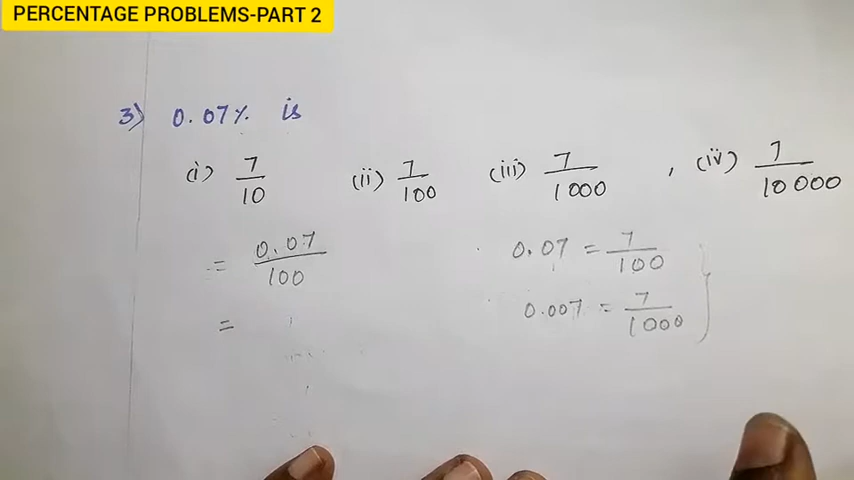 PERCENTAGE PROBLEMS-PART 2
3) 0.07% is
(i) 7/10 (ii) 7/100 (iii) 7/1000 , (iv) 7/10000
= 0.07/100
0.07 = 7/100
=
0.007 = 7/1000 }